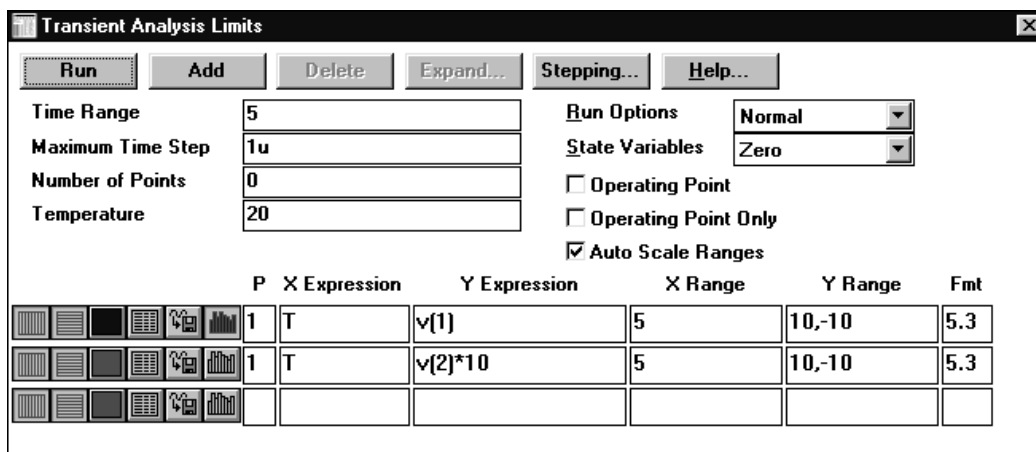 Transient Analysis Limits
Run Add Delete Expand... Stepping... Help...
Time Range 5 Run Options Normal
Maximum Time Step 1u State Variables Zero
Number of Points 0 Operating Point
Temperature 20 Operating Point Only
Auto Scale Ranges
P X Expression Y Expression X Range Y Range Fmt
1 T v(1) 5 10,-10 5.3
1 T v(2)*10 5 10,-10 5.3